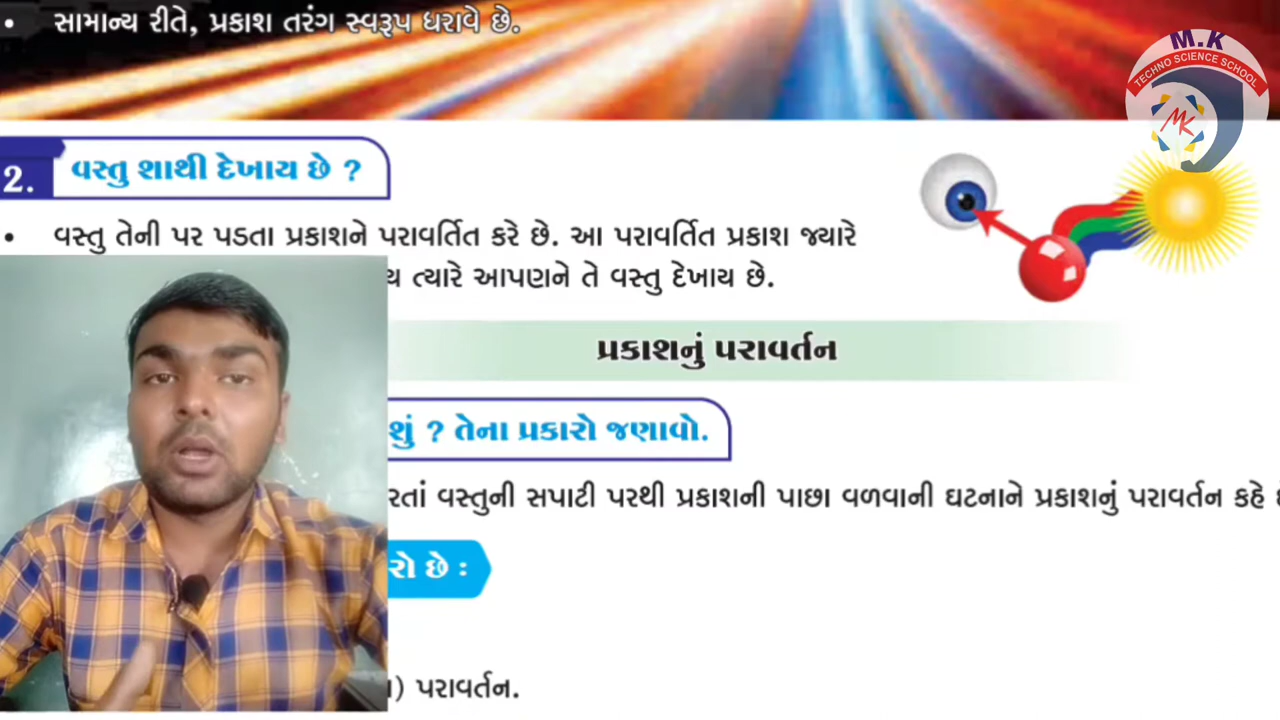 • સામાન્ય રીતે, પ્રકાશ તરંગ સ્વરૂપ ધરાવે છે.
M.K
TECHNO SCIENCE SCHOOL
MK
2. વસ્તુ શાથી દેખાય છે ?
• વસ્તુ તેની પર પડતા પ્રકાશને પરાવર્તિત કરે છે. આ પરાવર્તિત પ્રકાશ જ્યારે
ત્યારે આપણને તે વસ્તુ દેખાય છે.
પ્રકાશનું પરાવર્તન
શું ? તેના પ્રકારો જણાવો.
વસ્તુની સપાટી પરથી પ્રકાશની પાછા વળવાની ઘટનાને પ્રકાશનું પરાવર્તન કહે
છે :
) પરાવર્તન.